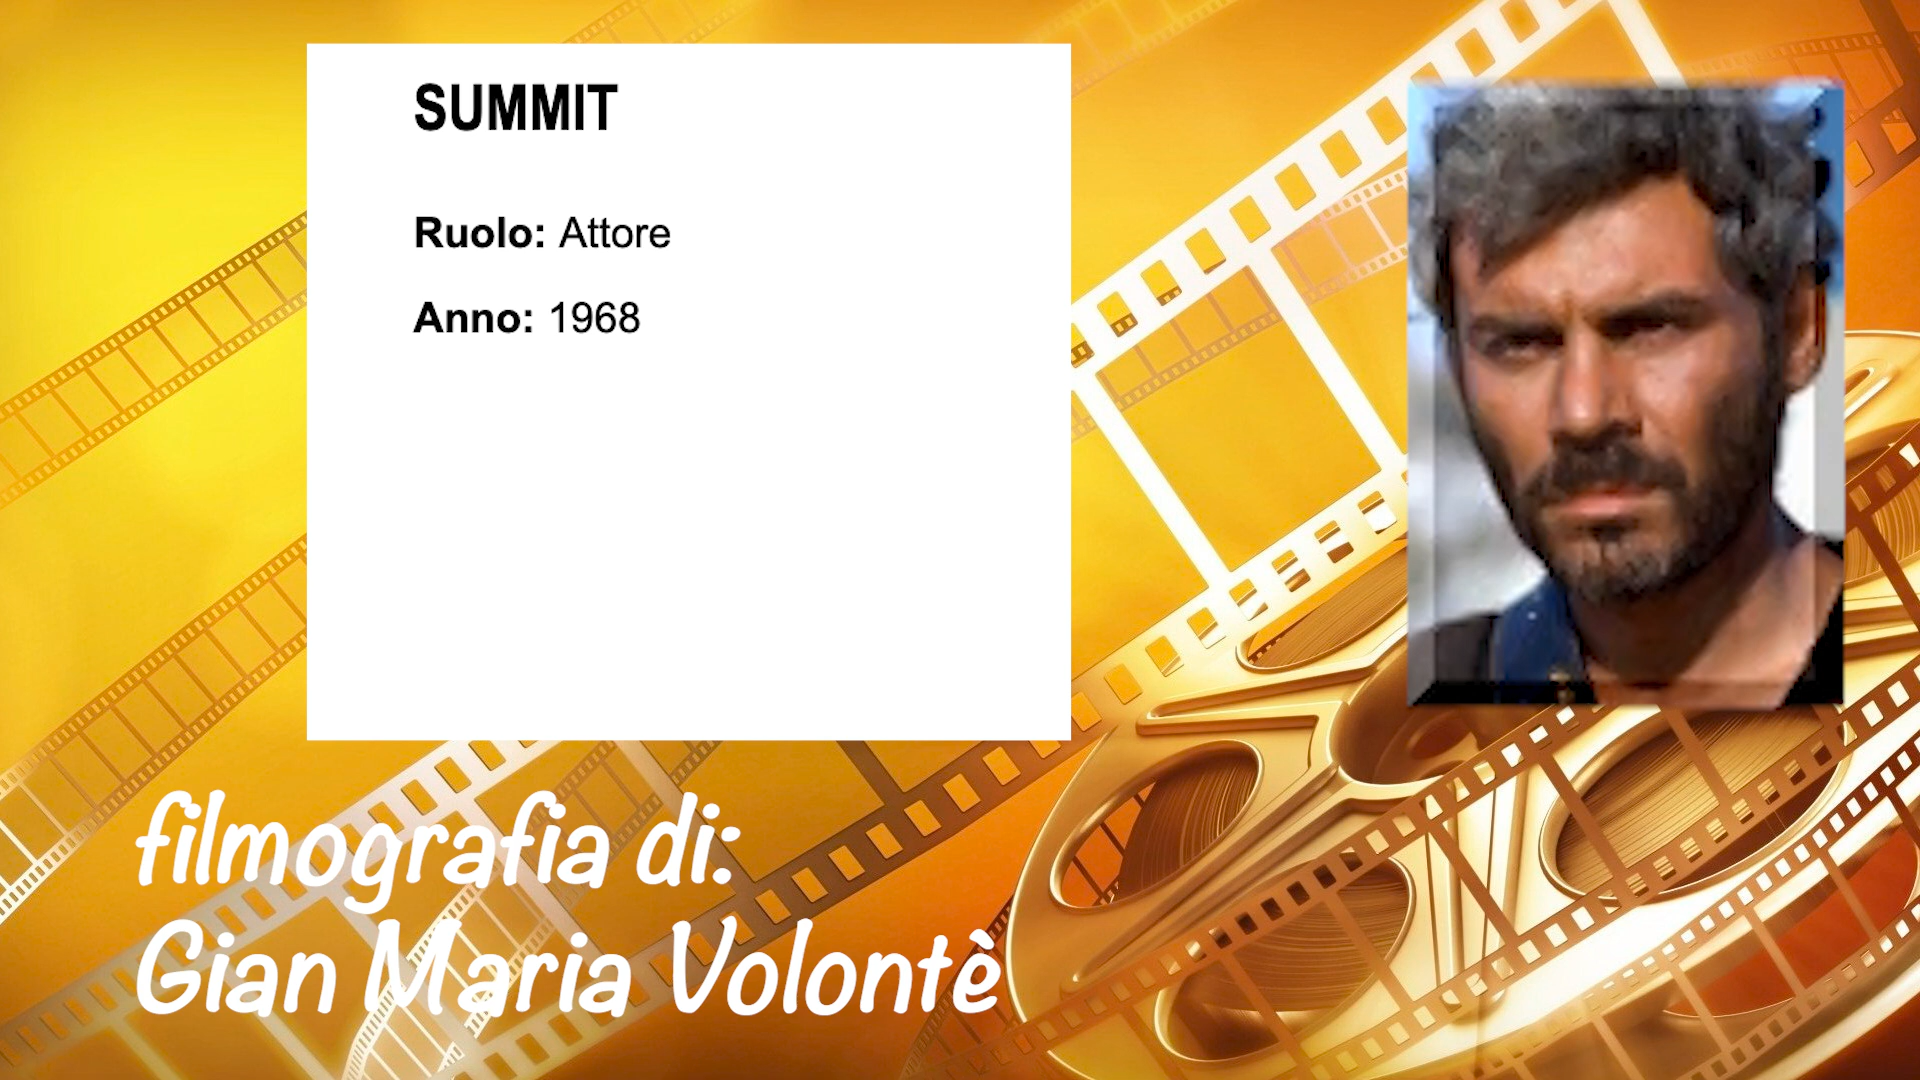 SUMMIT
Ruolo: Attore
Anno: 1968
filmografia di:
Gian Maria Volontè